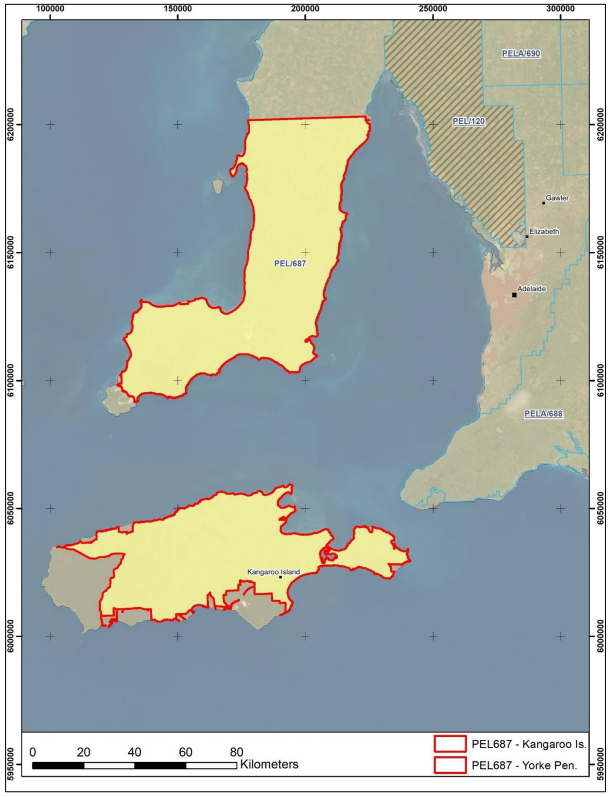 100000 150000 200000 250000 300000
PELA/690
6200000 6200000
PEL/120
Gawler
Elizabeth
6150000 6150000
PEL/687
Adelaide
6100000 6100000
PELA/688
6050000 6050000
Kangaroo Island
6000000 6000000
0 20 40 60 80
Kilometers
PEL687 - Kangaroo Is.
PEL687 - Yorke Pen.
5950000 5950000